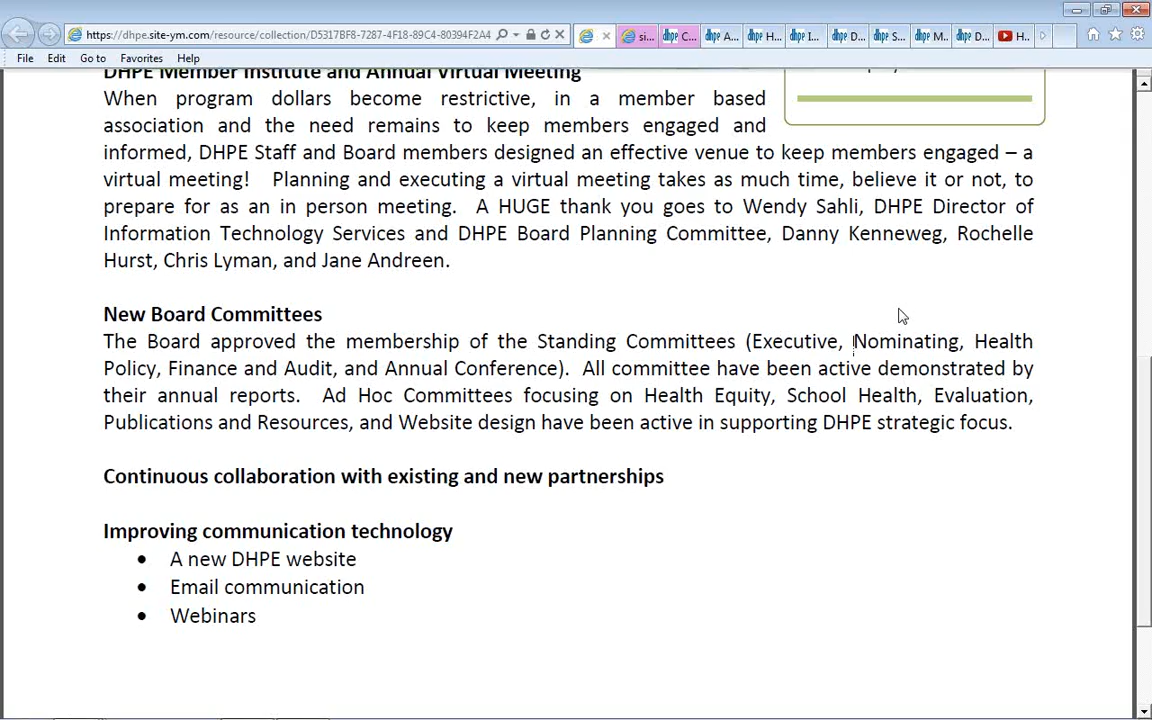 https://dhpe.site-ym.com/resource/collection/D5317BF8-7287-4F18-89C4-80394F2A4
si...
dhpe C...
dhpe A...
dhpe H...
dhpe I...
dhpe D...
dhpe S...
dhpe M...
dhpe D...
H..
File Edit Go to Favorites Help
DHPE Member Institute and Annual Virtual Meeting
When program dollars become restrictive, in a member based
association and the need remains to keep members engaged and
informed, DHPE Staff and Board members designed an effective venue to keep members engaged – a
virtual meeting! Planning and executing a virtual meeting takes as much time, believe it or not, to
prepare for as an in person meeting. A HUGE thank you goes to Wendy Sahli, DHPE Director of
Information Technology Services and DHPE Board Planning Committee, Danny Kenneweg, Rochelle
Hurst, Chris Lyman, and Jane Andreen.
New Board Committees
The Board approved the membership of the Standing Committees (Executive, Nominating, Health
Policy, Finance and Audit, and Annual Conference). All committee have been active demonstrated by
their annual reports. Ad Hoc Committees focusing on Health Equity, School Health, Evaluation,
Publications and Resources, and Website design have been active in supporting DHPE strategic focus.
Continuous collaboration with existing and new partnerships
Improving communication technology
• A new DHPE website
• Email communication
• Webinars